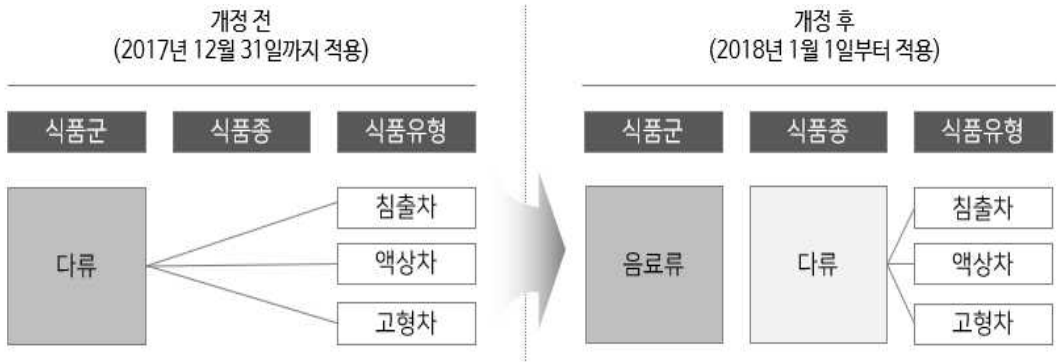 개정 전
(2017년 12월 31일까지 적용)
식품군
식품종
식품유형
다류
침출차
액상차
고형차
개정 후
(2018년 1월 1일부터 적용)
식품군
식품종
식품유형
음료류
다류
침출차
액상차
고형차